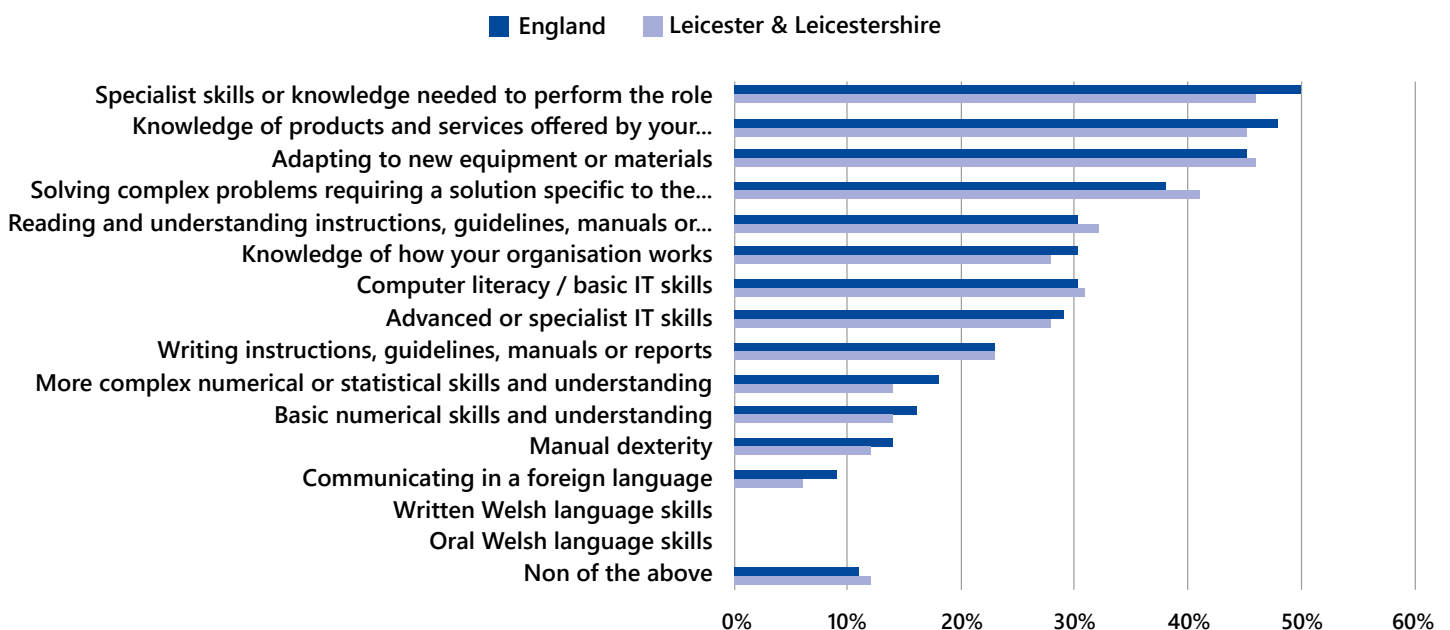 England Leicester & Leicestershire
Specialist skills or knowledge needed to perform the role
Knowledge of products and services offered by your...
Adapting to new equipment or materials
Solving complex problems requiring a solution specific to the...
Reading and understanding instructions, guidelines, manuals or...
Knowledge of how your organisation works
Computer literacy / basic IT skills
Advanced or specialist IT skills
Writing instructions, guidelines, manuals or reports
More complex numerical or statistical skills and understanding
Basic numerical skills and understanding
Manual dexterity
Communicating in a foreign language
Written Welsh language skills
Oral Welsh language skills
Non of the above
0% 10% 20% 30% 40% 50% 60%